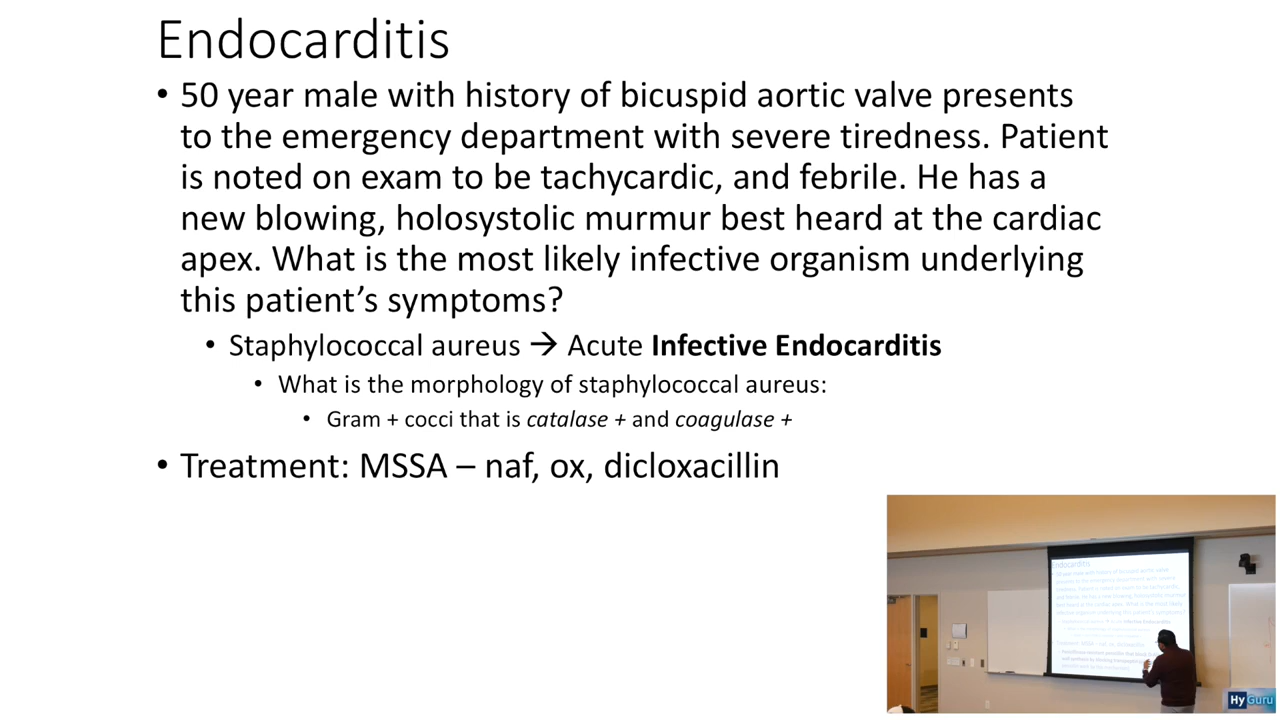 Endocarditis
• 50 year male with history of bicuspid aortic valve presents
to the emergency department with severe tiredness. Patient
is noted on exam to be tachycardic, and febrile. He has a
new blowing, holosystolic murmur best heard at the cardiac
apex. What is the most likely infective organism underlying
this patient’s symptoms?
• Staphylococcal aureus → Acute Infective Endocarditis
• What is the morphology of staphylococcal aureus:
• Gram + cocci that is catalase + and coagulase +
• Treatment: MSSA – naf, ox, dicloxacillin
Endocarditis
Infective Endocarditis
HyGuru